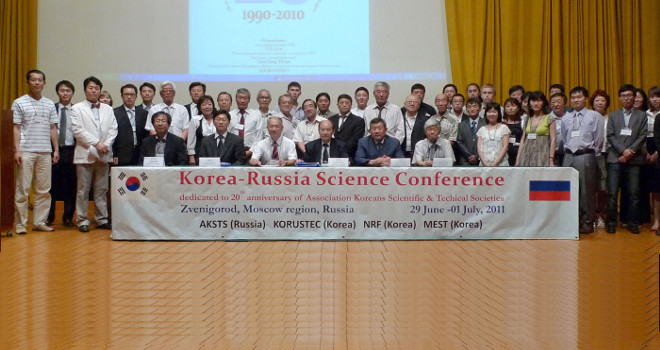 1990-2010
Korea-Russia Science Conference
dedicated to 20th anniversary of Association Koreans Scientific & Techical Societies
Zvenigorod, Moscow region, Russia 29 June -01 July, 2011
AKSTS (Russia) KORUSTEC (Korea) NRF (Korea) MEST (Korea)